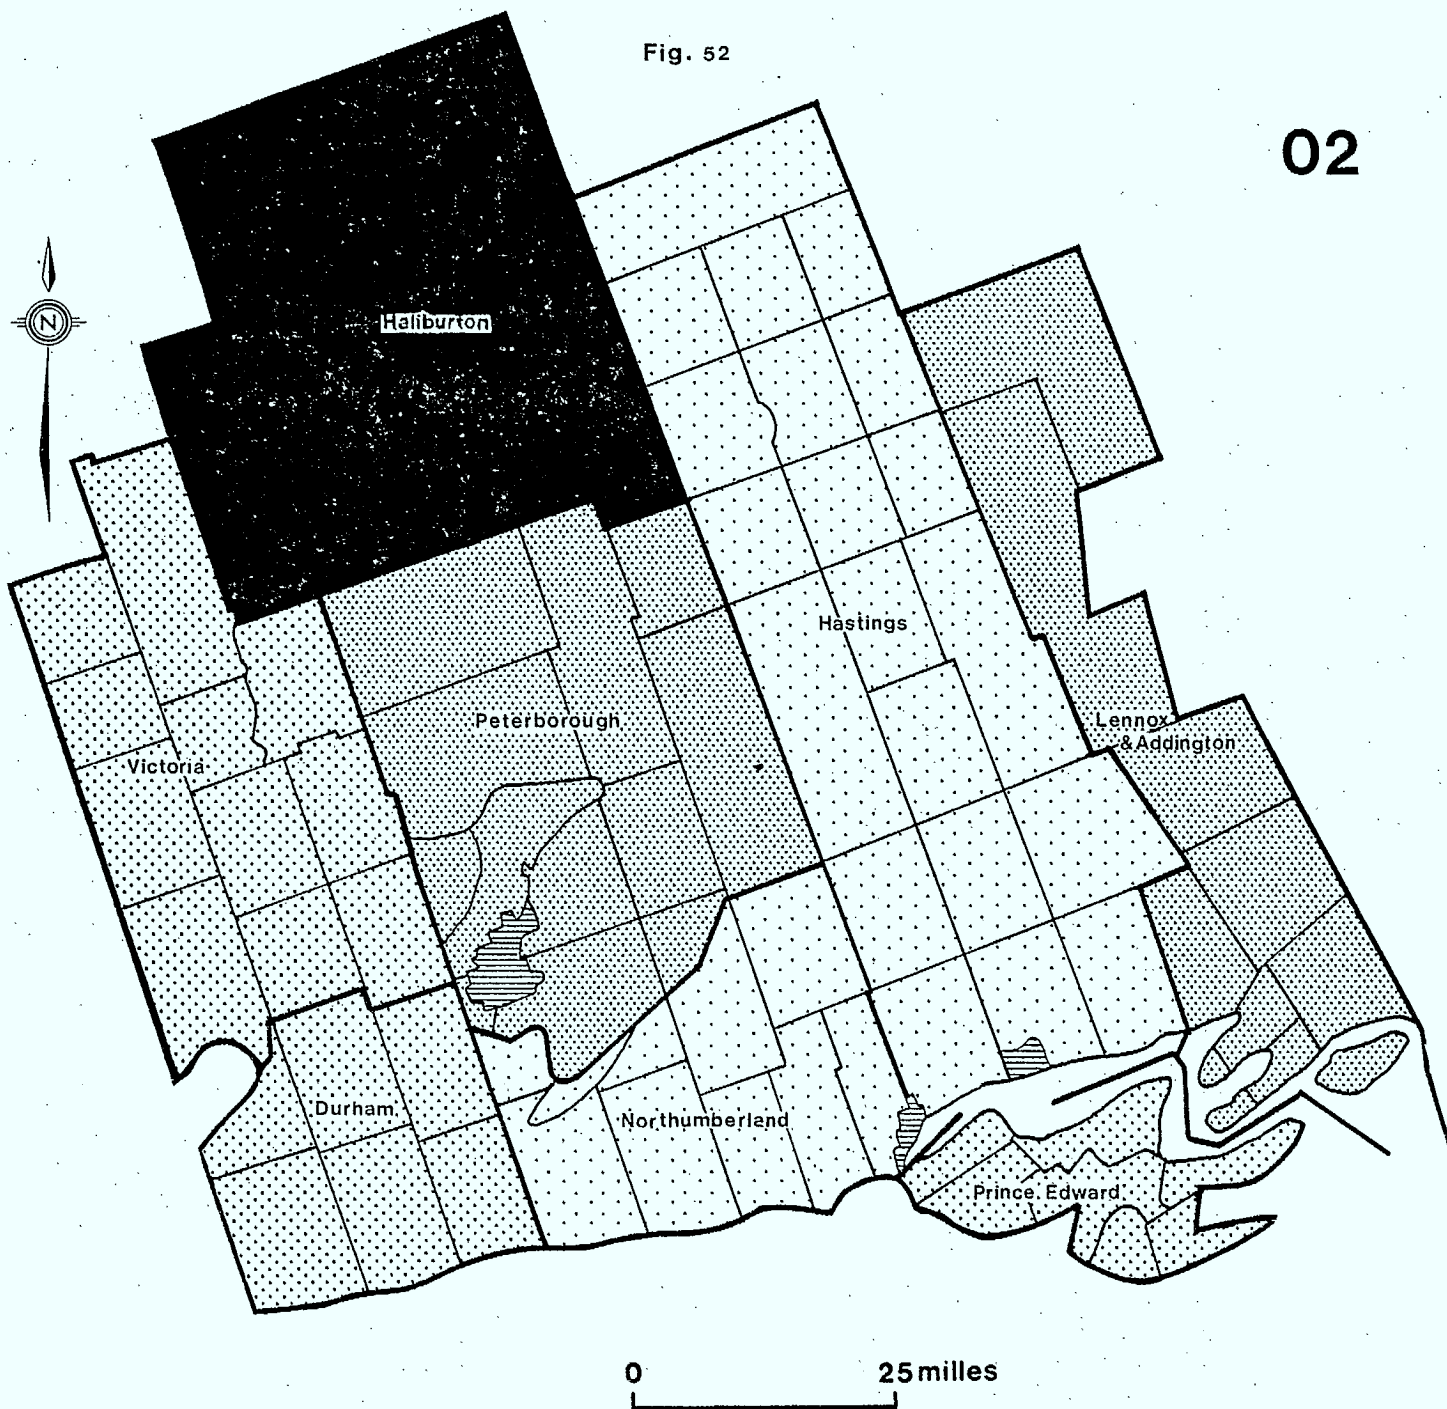 Fig. 52
02
N
Haliburton
Hastings
Peterborough
Lennox
& Addington
Victoria
Durham
Northumberland
Prince Edward
0 25 milles